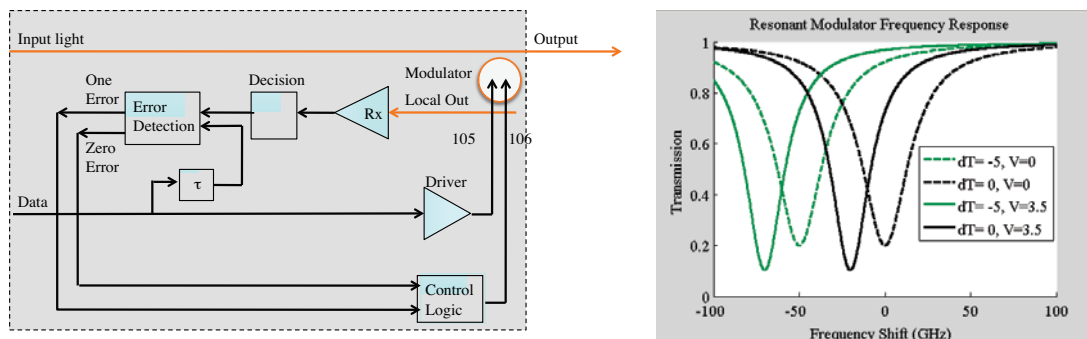 Input light
Output
One
Error
Decision
Modulator
Error
Detection
Rx
Local Out
105
106
Zero
Error
τ
Driver
Data
Control
Logic
Resonant Modulator Frequency Response
Transmission
1
0.8
0.6
0.4
0.2
0
dT= -5, V=0
dT= 0, V=0
dT= -5, V=3.5
dT= 0, V=3.5
-100
-50
0
50
100
Frequency Shift (GHz)